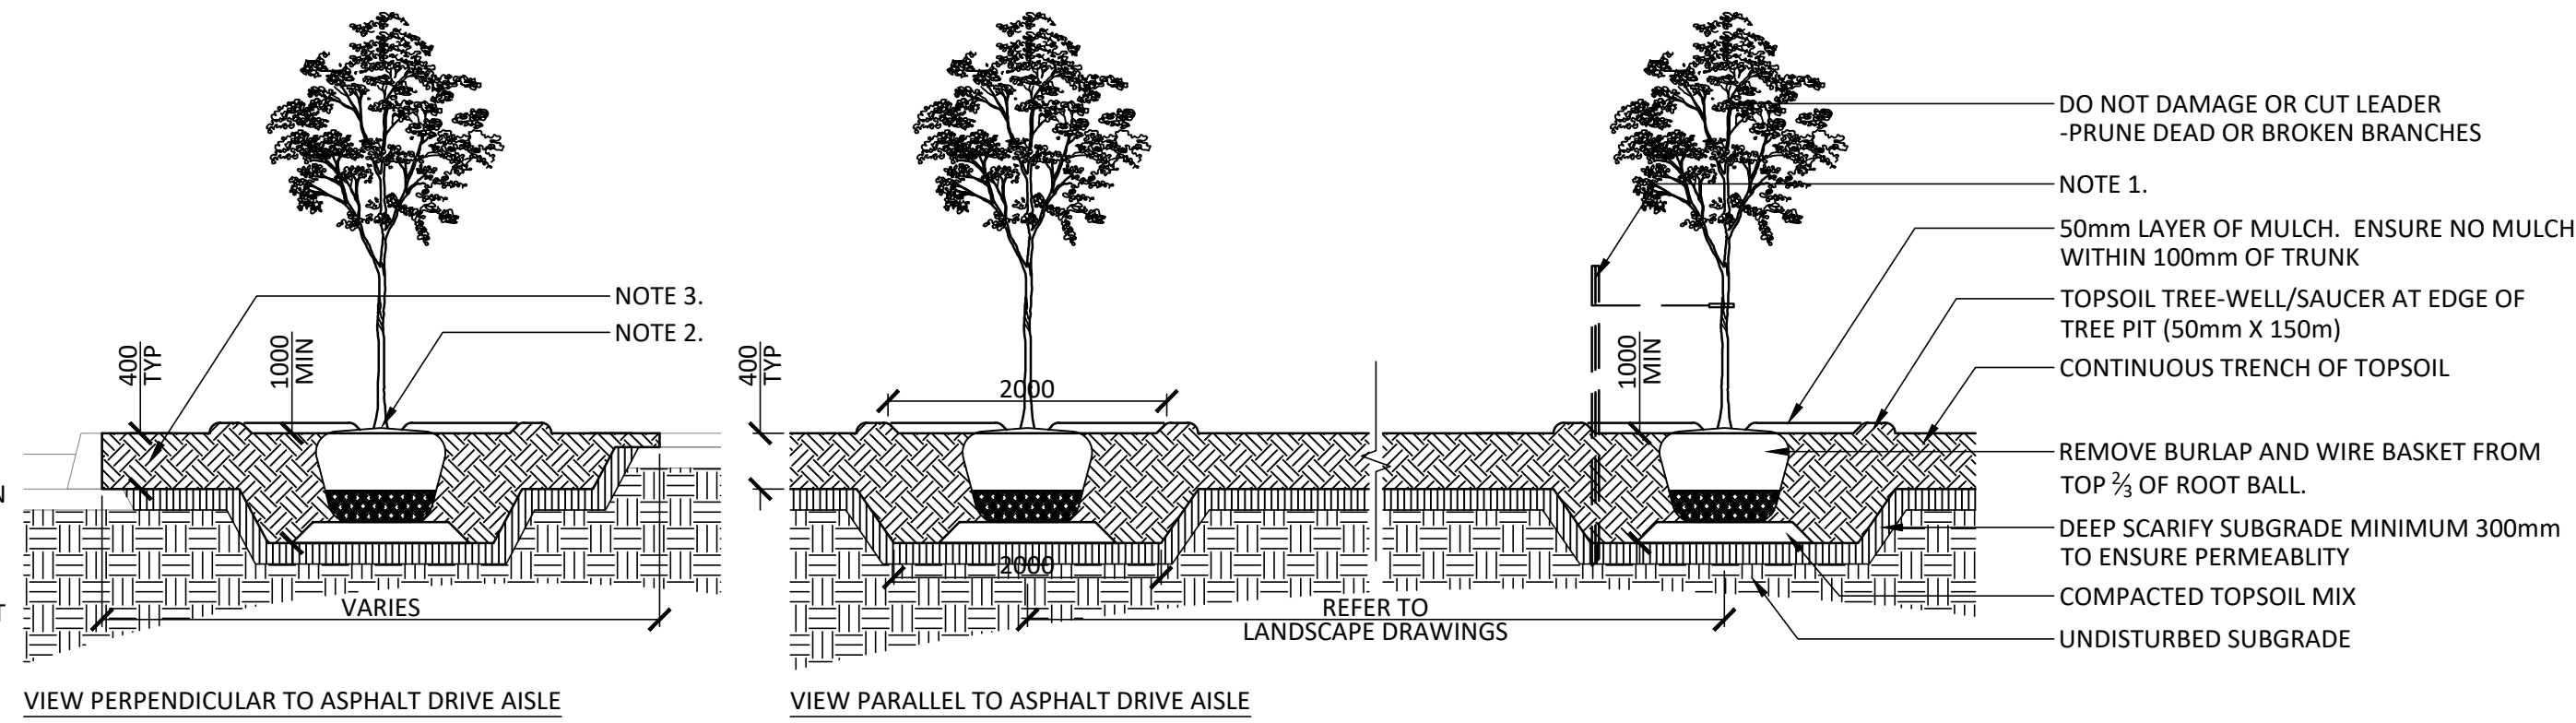 NOTE 3.
NOTE 2.
400
TYP
1000
MIN
N
T
VARIES
VIEW PERPENDICULAR TO ASPHALT DRIVE AISLE
400
TYP
2000
2000
1000
MIN
REFER TO
LANDSCAPE DRAWINGS
VIEW PARALLEL TO ASPHALT DRIVE AISLE
DO NOT DAMAGE OR CUT LEADER
-PRUNE DEAD OR BROKEN BRANCHES
NOTE 1.
50mm LAYER OF MULCH. ENSURE NO MULCH
WITHIN 100mm OF TRUNK
TOPSOIL TREE-WELL/SAUCER AT EDGE OF
TREE PIT (50mm X 150m)
CONTINUOUS TRENCH OF TOPSOIL
REMOVE BURLAP AND WIRE BASKET FROM
TOP ⅔ OF ROOT BALL.
DEEP SCARIFY SUBGRADE MINIMUM 300mm
TO ENSURE PERMEABLITY
COMPACTED TOPSOIL MIX
UNDISTURBED SUBGRADE